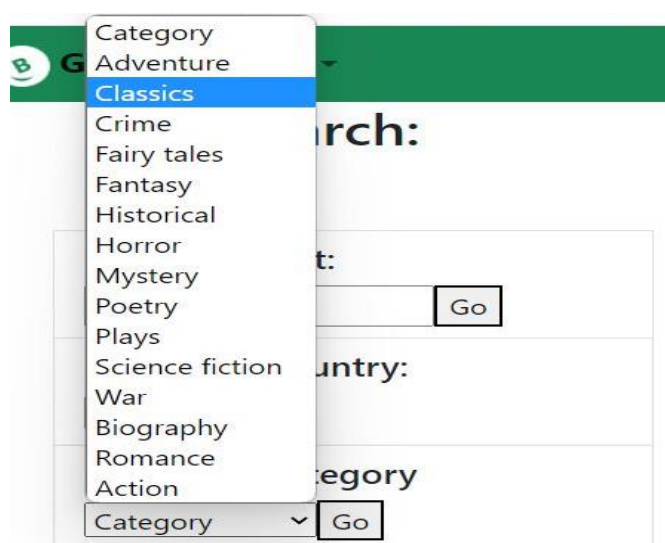 Category
B
G
Adventure
Classics
Crime
rch:
Fairy tales
Fantasy
Historical
Horror
t:
Mystery
Poetry
Go
Plays
Science fiction
untry:
War
Biography
Romance
tegory
Action
Category
Go